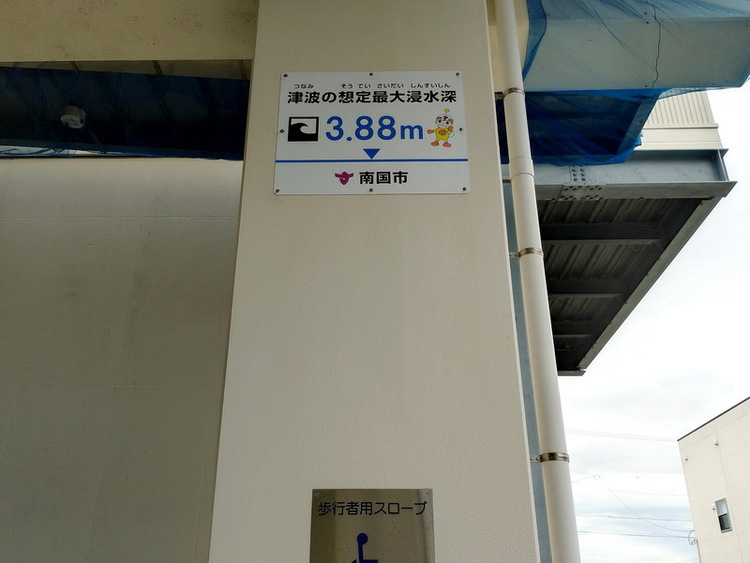 つなみ そう てい さいだい しんすいしん
津波の想定最大浸水深
3.88m
南国市
歩行者用スロープ